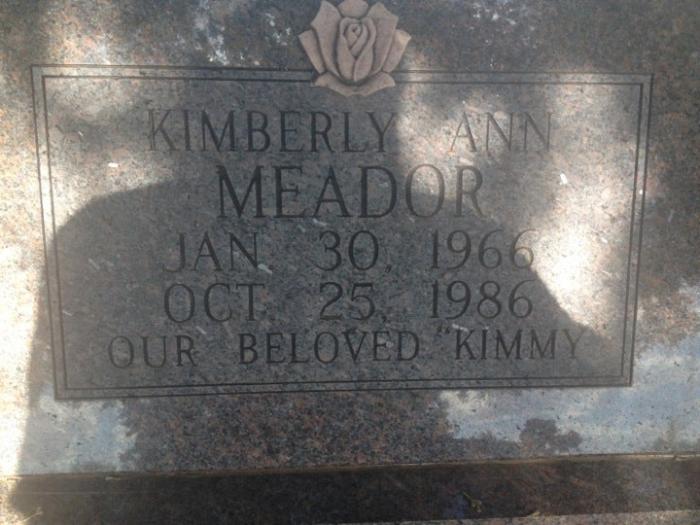 KIMBERLY ANN
MEADOR
JAN 30, 1966
OCT. 25, 1986
OUR BELOVED "KIMMY